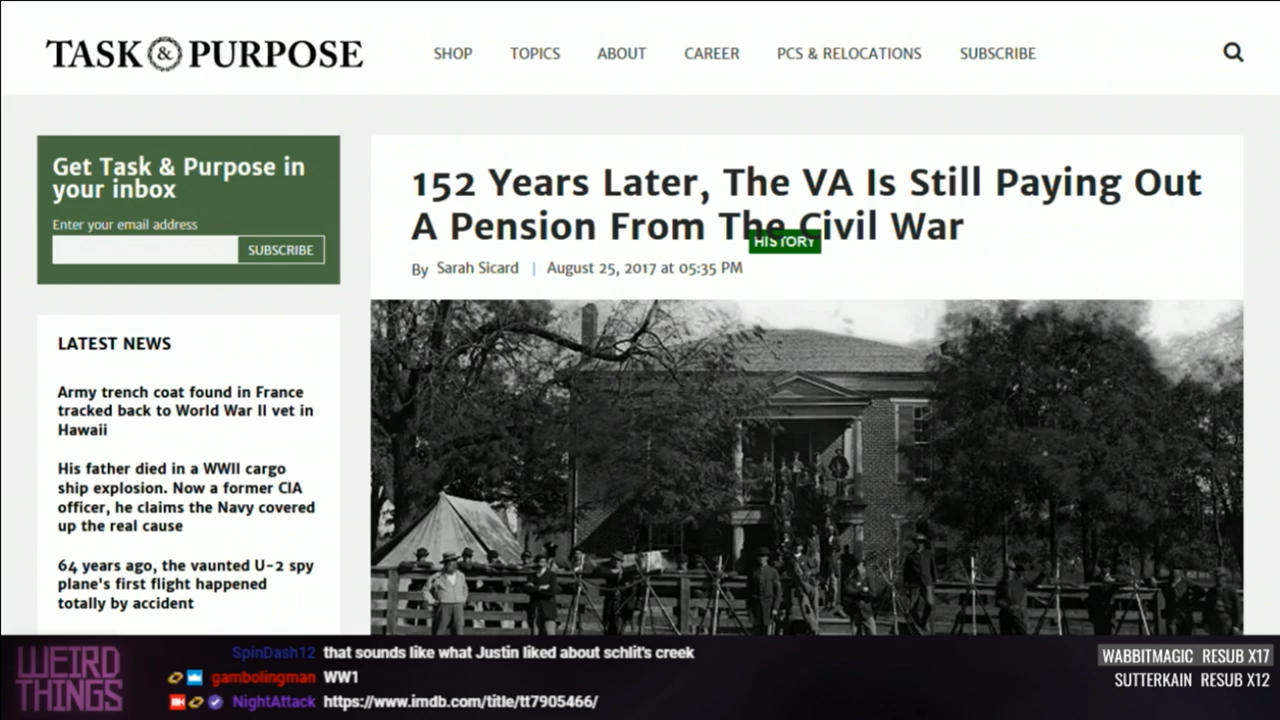 TASK & PURPOSE
SHOP TOPICS ABOUT CAREER PCS & RELOCATIONS SUBSCRIBE
Get Task & Purpose in
your inbox
Enter your email address
SUBSCRIBE
LATEST NEWS
Army trench coat found in France
tracked back to World War II vet in
Hawaii
His father died in a WWII cargo
ship explosion. Now a former CIA
officer, he claims the Navy covered
up the real cause
64 years ago, the vaunted U-2 spy
plane's first flight happened
totally by accident
152 Years Later, The VA Is Still Paying Out
A Pension From The Civil War
HISTORY
By Sarah Sicard | August 25, 2017 at 05:35 PM
WEIRD
THINGS
SpinDash12 that sounds like what Justin liked about schlit's creek
gambolingman WW1
NightAttack https://www.imdb.com/title/tt7905466/
WABBITMAGIC RESUB X17
SUTTERKAIN RESUB X12